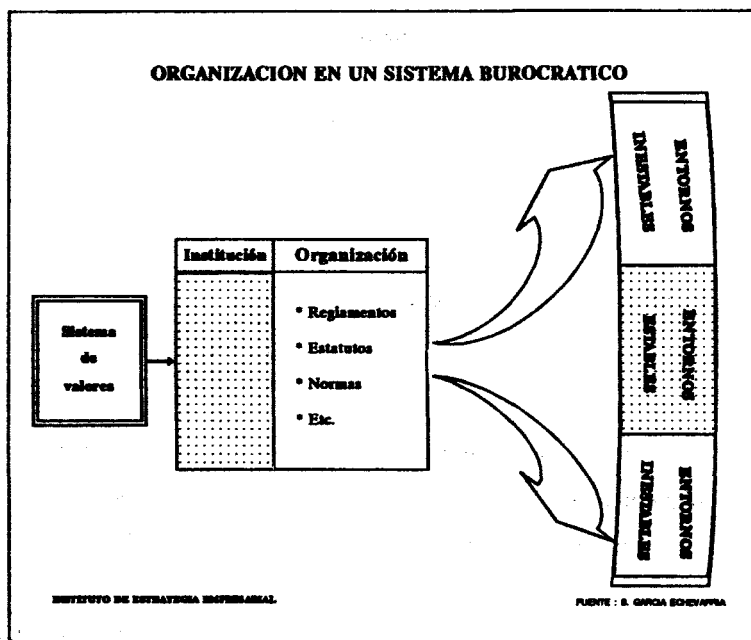 ORGANIZACION EN UN SISTEMA BUROCRATICO
Sistema
de
valores
Institución
Organización
* Reglamentos
* Estatutos
* Normas
* Etc.
ENTORNOS
INESTABLES
ENTORNOS
ESTABLES
ENTORNOS
INESTABLES
INSTITUTO DE ESTRATEGIA EMPRESARIAL
FUENTE : S. GARCIA ECHEVARRIA